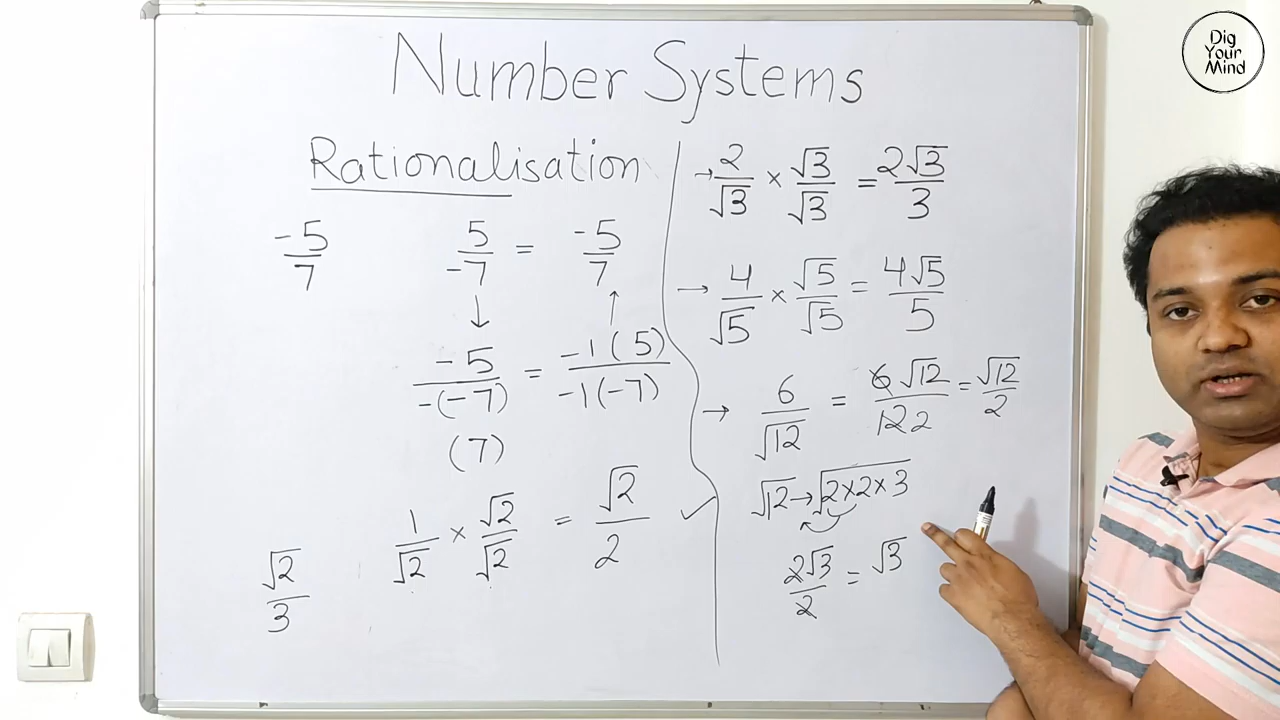 Dig
Your
Mind
Number Systems
Rationalisation
-5/7
5/-7 = -5/7
↓ ↑
-5/-(-7) = -1(5)/-1(-7)
(7)
√2/3
1/√2 × √2/√2 = √2/2 ✓
→ 2/√3 × √3/√3 = 2√3/3
→ 4/√5 × √5/√5 = 4√5/5
→ 6/√12 = 6√12/12 2 = √12/2
√12 → √2×2×3
2√3/2 = √3